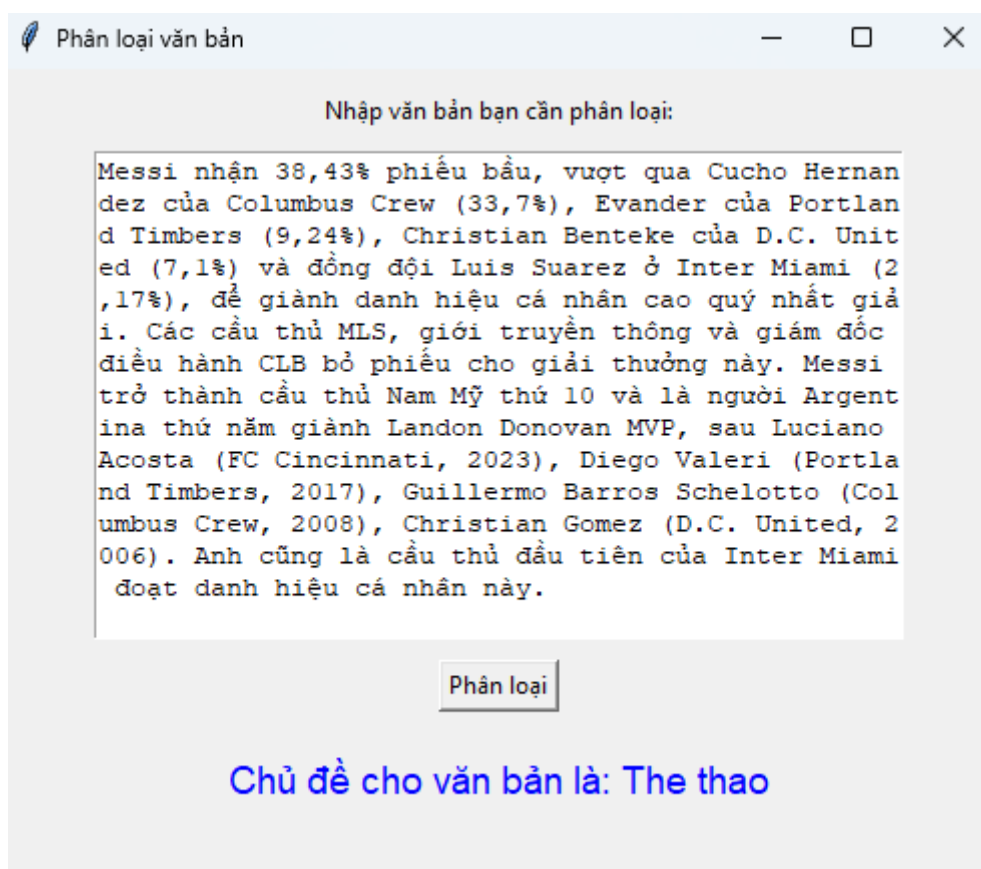 Phân loại văn bản
Nhập văn bản bạn cần phân loại:
Messi nhận 38,43% phiếu bầu, vượt qua Cucho Hernan
dez của Columbus Crew (33,7%), Evander của Portlan
d Timbers (9,24%), Christian Benteke của D.C. Unit
ed (7,1%) và đồng đội Luis Suarez ở Inter Miami (2
,17%), để giành danh hiệu cá nhân cao quý nhất giả
i. Các cầu thủ MLS, giới truyền thông và giám đốc
điều hành CLB bỏ phiếu cho giải thưởng này. Messi
trở thành cầu thủ Nam Mỹ thứ 10 và là người Argent
ina thứ năm giành Landon Donovan MVP, sau Luciano
Acosta (FC Cincinnati, 2023), Diego Valeri (Portla
nd Timbers, 2017), Guillermo Barros Schelotto (Col
umbus Crew, 2008), Christian Gomez (D.C. United, 2
006). Anh cũng là cầu thủ đầu tiên của Inter Miami
đoạt danh hiệu cá nhân này.
Phân loại
Chủ đề cho văn bản là: The thao